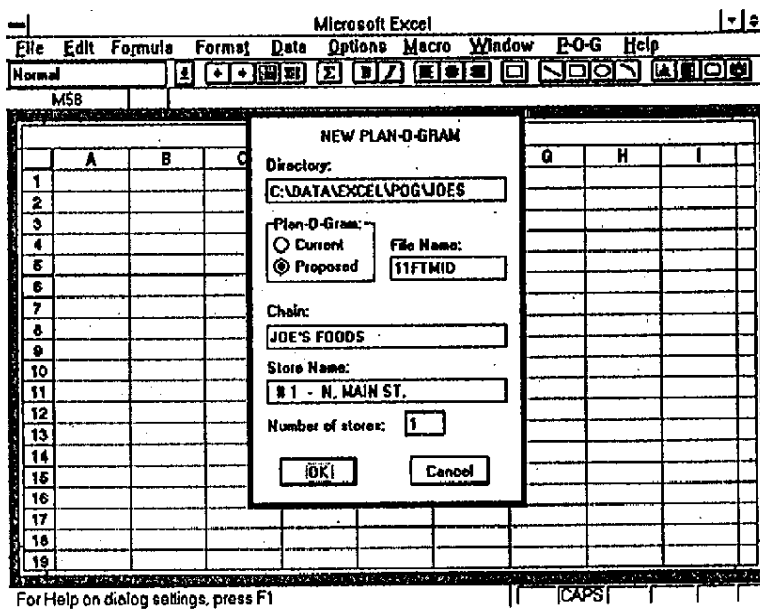 Microsoft Excel
File Edit Formula Format Data Options Macro Window P-O-G Help
Normal
M58
NEW PLAN-O-GRAM
A B C G H I
Directory:
C:\DATA\EXCEL\POG\JOES
Plan-O-Gram:
Current
Proposed
File Name:
11FTMID
Chain:
JOE'S FOODS
Store Name:
#1 - N. MAIN ST.
Number of stores: 1
OK Cancel
1
2
3
4
5
6
7
8
9
10
11
12
13
14
15
16
17
18
19
For Help on dialog settings, press F1
CAPS